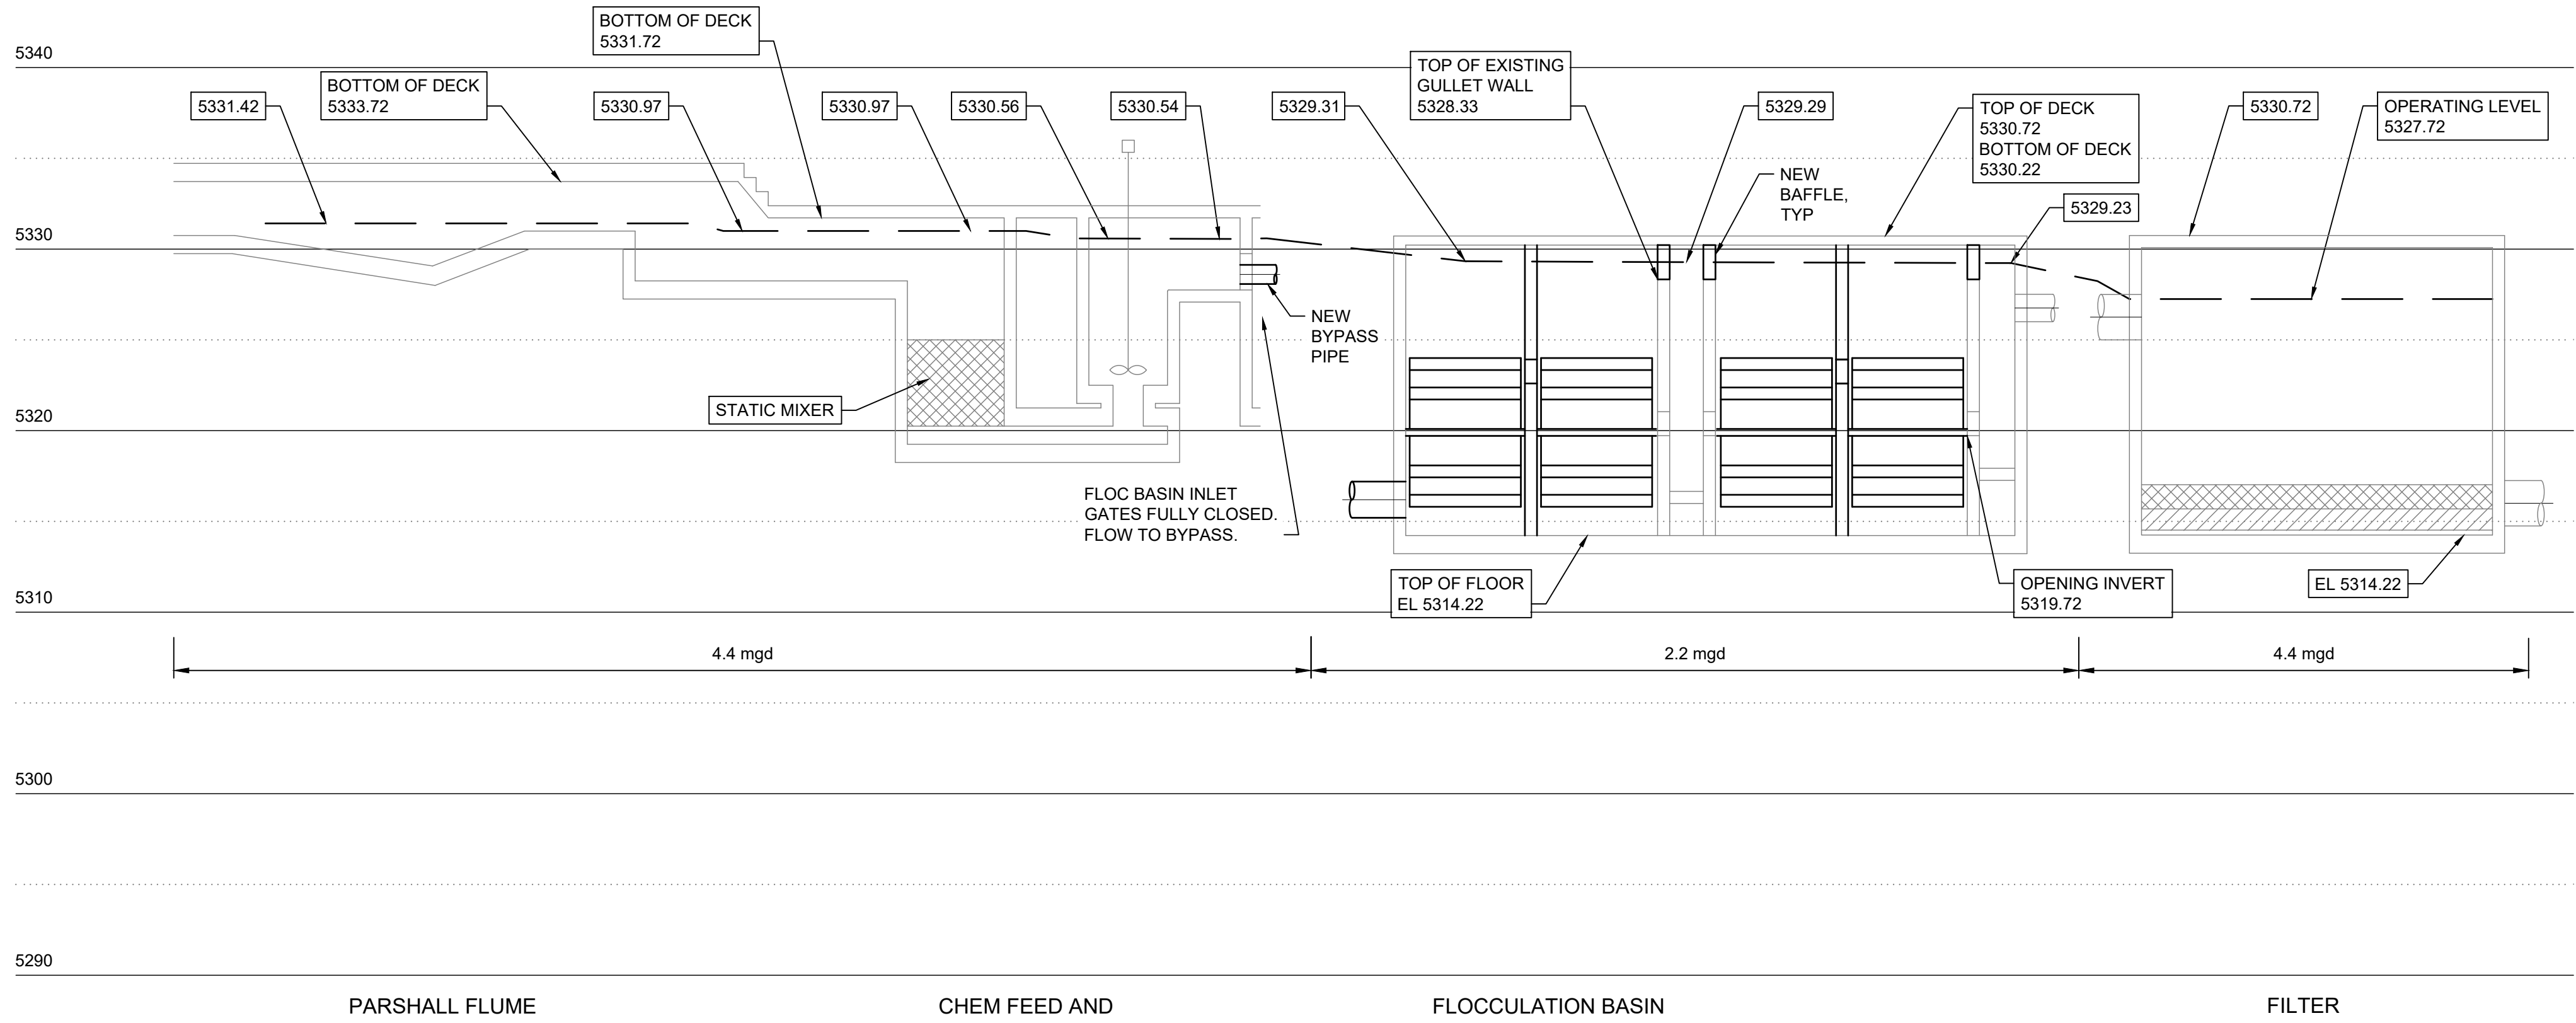 5340
5330
5320
5310
5300
5290
5331.42
BOTTOM OF DECK
5333.72
BOTTOM OF DECK
5331.72
5330.97
5330.97
5330.56
5330.54
5329.31
TOP OF EXISTING
GULLET WALL
5328.33
5329.29
NEW
BAFFLE,
TYP
TOP OF DECK
5330.72
BOTTOM OF DECK
5330.22
5329.23
5330.72
OPERATING LEVEL
5327.72
STATIC MIXER
NEW
BYPASS
PIPE
FLOC BASIN INLET
GATES FULLY CLOSED.
FLOW TO BYPASS.
TOP OF FLOOR
EL 5314.22
OPENING INVERT
5319.72
EL 5314.22
4.4 mgd
2.2 mgd
4.4 mgd
PARSHALL FLUME
CHEM FEED AND
FLOCCULATION BASIN
FILTER